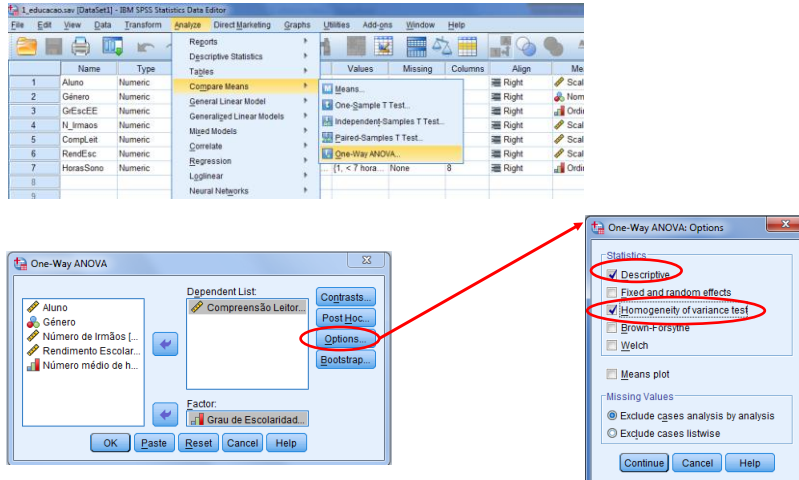 1_educacao.sav [DataSet1] - IBM SPSS Statistics Data Editor
File Edit View Data Transform Analyze Direct Marketing Graphs Utilities Add-ons Window Help
Reports
Descriptive Statistics
Tables
Compare Means
General Linear Model
Generalized Linear Models
Mixed Models
Correlate
Regression
Loglinear
Neural Networks
Means...
One-Sample T Test...
Independent-Samples T Test...
Paired-Samples T Test...
One-Way ANOVA...
Name Type Values Missing Columns Align
1 Aluno Numeric Right Scal
2 Género Numeric Right Nom
3 GrEscEE Numeric Right Ordi
4 N_Irmaos Numeric Right Scal
5 CompLeit Numeric Right Scal
6 RendEsc Numeric Right Scal
7 HorasSono Numeric {1, < 7 hora... None 8 Right Ordi
8
9
One-Way ANOVA
Aluno
Género
Número de Irmãos [...
Rendimento Escolar...
Número médio de h...
Dependent List:
Compreensão Leitor...
Factor:
Grau de Escolaridad...
Contrasts...
Post Hoc...
Options...
Bootstrap...
OK Paste Reset Cancel Help
One-Way ANOVA: Options
Statistics
Descriptive
Fixed and random effects
Homogeneity of variance test
Brown-Forsythe
Welch
Means plot
Missing Values
Exclude cases analysis by analysis
Exclude cases listwise
Continue Cancel Help